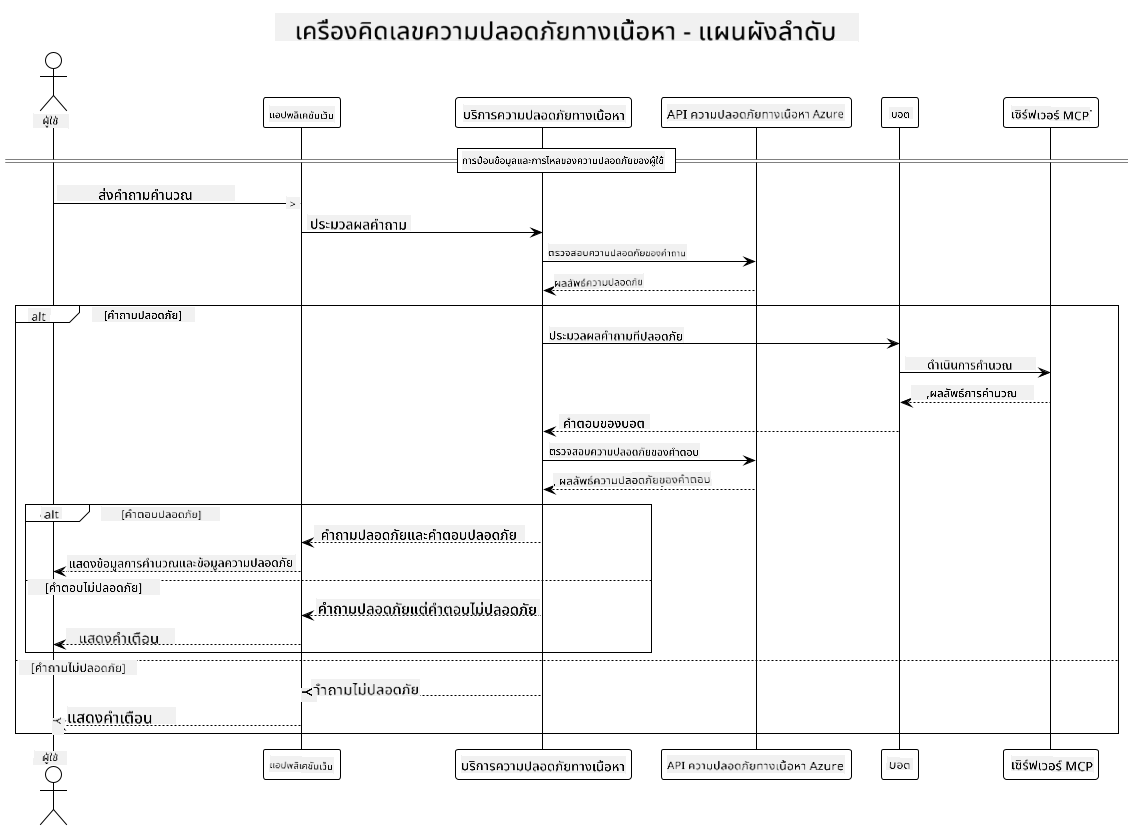 เครื่องคิดเลขความปลอดภัยทางเนื้อหา - แผนผังลำดับ
ผู้ใช้
แอปพลิเคชันเว็บ
บริการความปลอดภัยทางเนื้อหา
API ความปลอดภัยทางเนื้อหา Azure
บอต
เซิร์ฟเวอร์ MCP
การป้อนข้อมูลและการไหลของความปลอดภัยของผู้ใช้
ส่งคำถามคำนวณ
ประมวลผลคำถาม
ตรวจสอบความปลอดภัยของคำถาม
ผลลัพธ์ความปลอดภัย
alt
[คำถามปลอดภัย]
ประมวลผลคำถามที่ปลอดภัย
ดำเนินการคำนวณ
ผลลัพธ์การคำนวณ
คำตอบของบอต
ตรวจสอบความปลอดภัยของคำตอบ
ผลลัพธ์ความปลอดภัยของคำตอบ
alt
[คำตอบปลอดภัย]
คำถามปลอดภัยและคำตอบปลอดภัย
แสดงข้อมูลการคำนวณและข้อมูลความปลอดภัย
[คำตอบไม่ปลอดภัย]
คำถามปลอดภัยแต่คำตอบไม่ปลอดภัย
แสดงคำเตือน
[คำถามไม่ปลอดภัย]
คำถามไม่ปลอดภัย
แสดงคำเตือน
ผู้ใช้
แอปพลิเคชันเว็บ
บริการความปลอดภัยทางเนื้อหา
API ความปลอดภัยทางเนื้อหา Azure
บอต
เซิร์ฟเวอร์ MCP